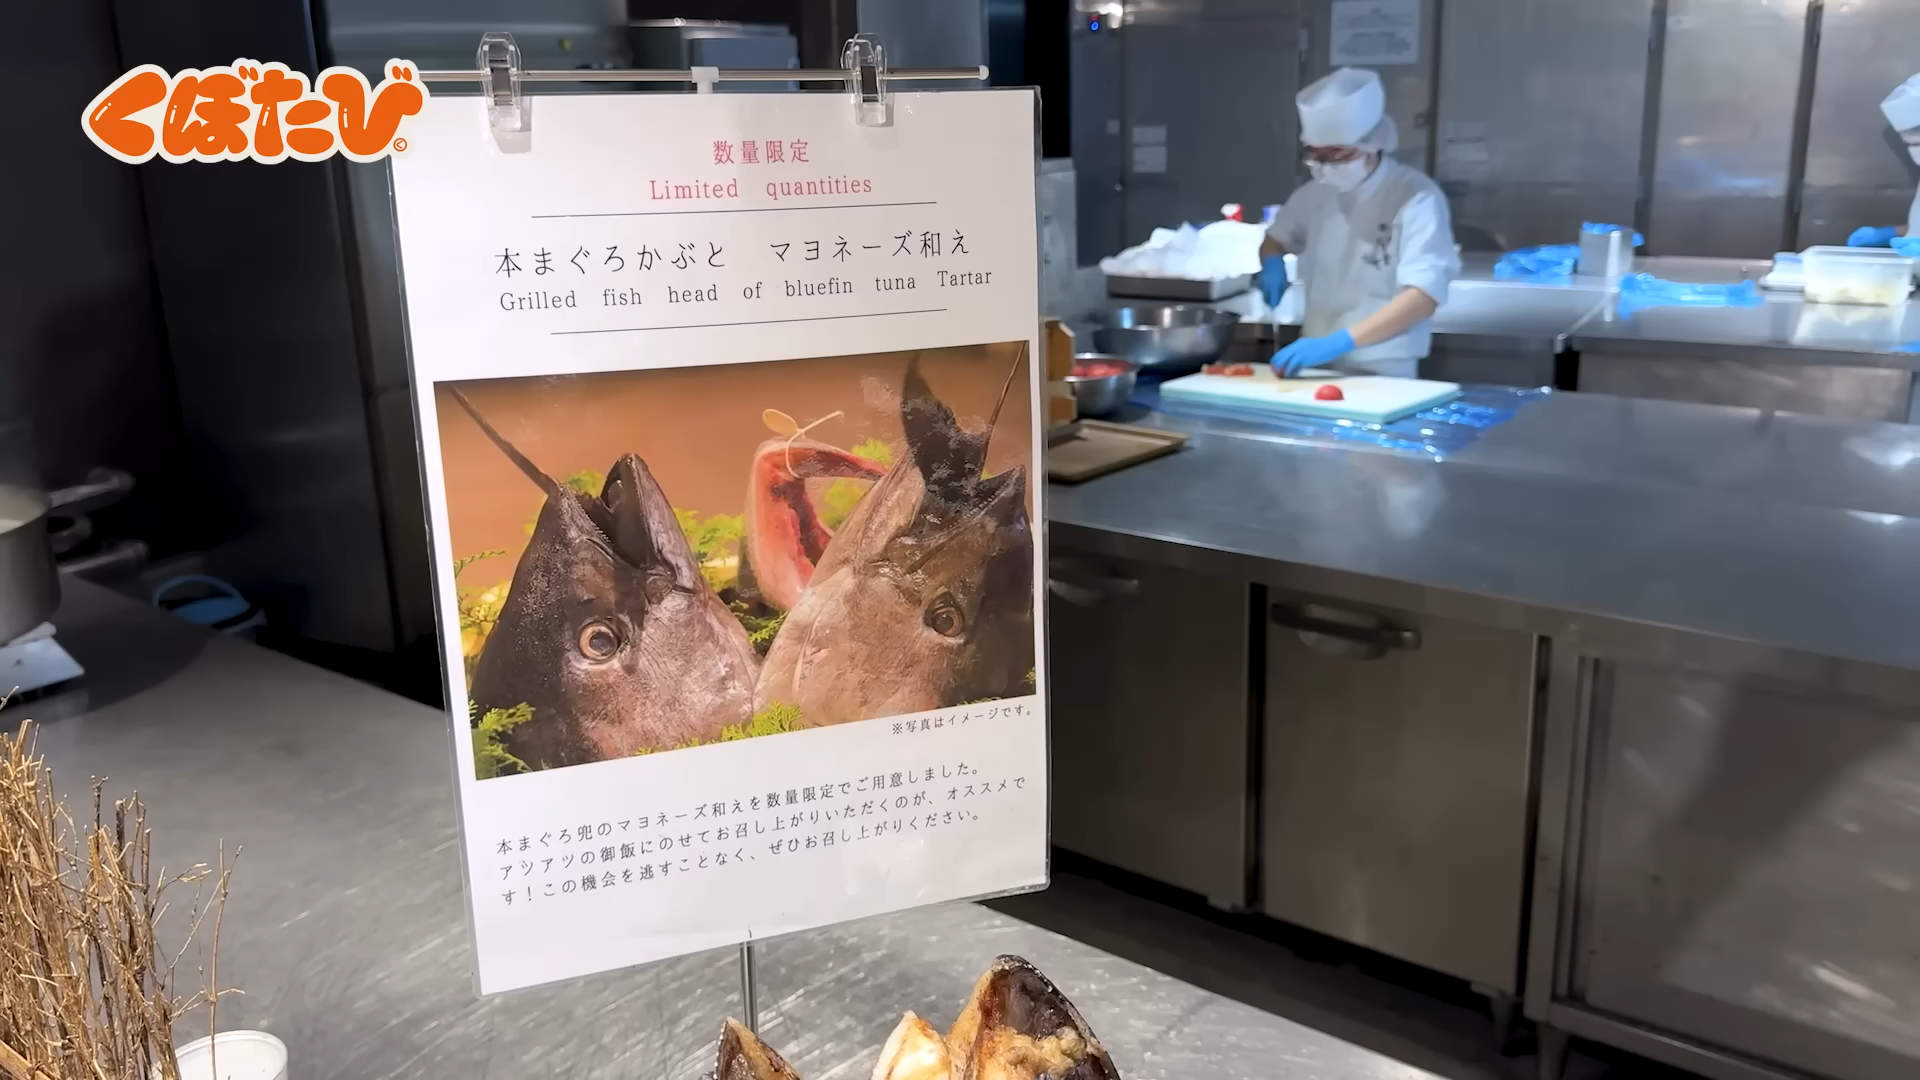 くぼたび
数量限定
Limited quantities
本まぐろかぶと マヨネーズ和え
Grilled fish head of bluefin tuna Tartar
※写真はイメージです。
本まぐろ兜のマヨネーズ和えを数量限定でご用意しました。
アツアツの御飯にのせてお召し上がりいただくのが、オススメで
す！この機会を逃すことなく、ぜひお召し上がりください。